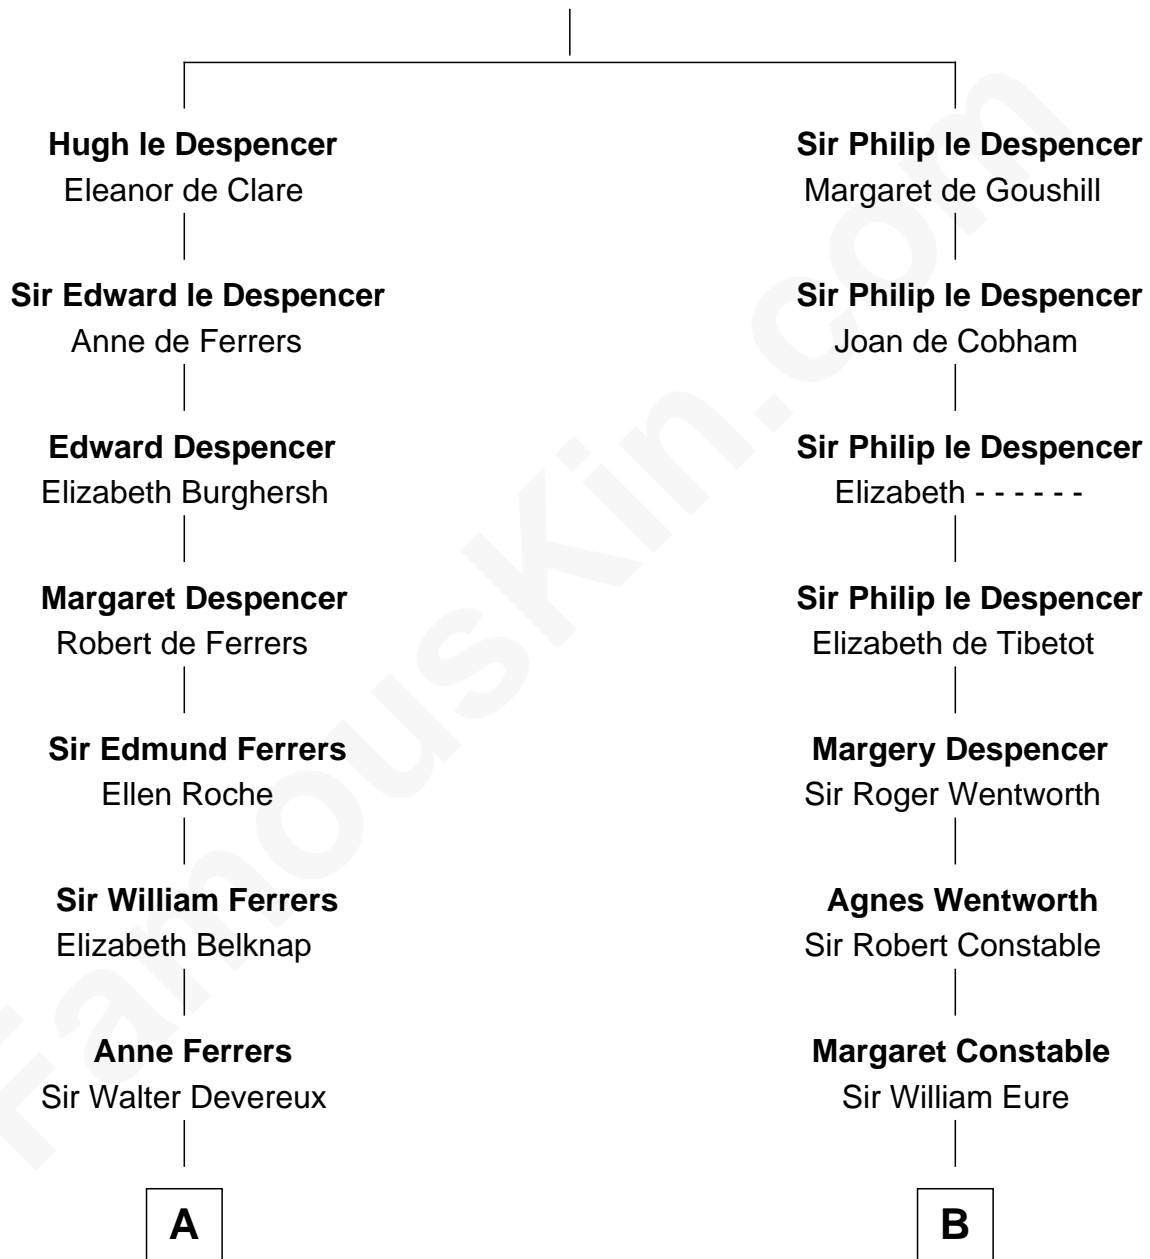 Hugh le Despencer
Eleanor de Clare
Sir Edward le Despencer
Anne de Ferrers
Edward Despencer
Elizabeth Burghersh
Margaret Despencer
Robert de Ferrers
Sir Edmund Ferrers
Ellen Roche
Sir William Ferrers
Elizabeth Belknap
Anne Ferrers
Sir Walter Devereux
A
Sir Philip le Despencer
Margaret de Goushill
Sir Philip le Despencer
Joan de Cobham
Sir Philip le Despencer
Elizabeth - - - - - -
Sir Philip le Despencer
Elizabeth de Tibetot
Margery Despencer
Sir Roger Wentworth
Agnes Wentworth
Sir Robert Constable
Margaret Constable
Sir William Eure
B
FamousKin.com